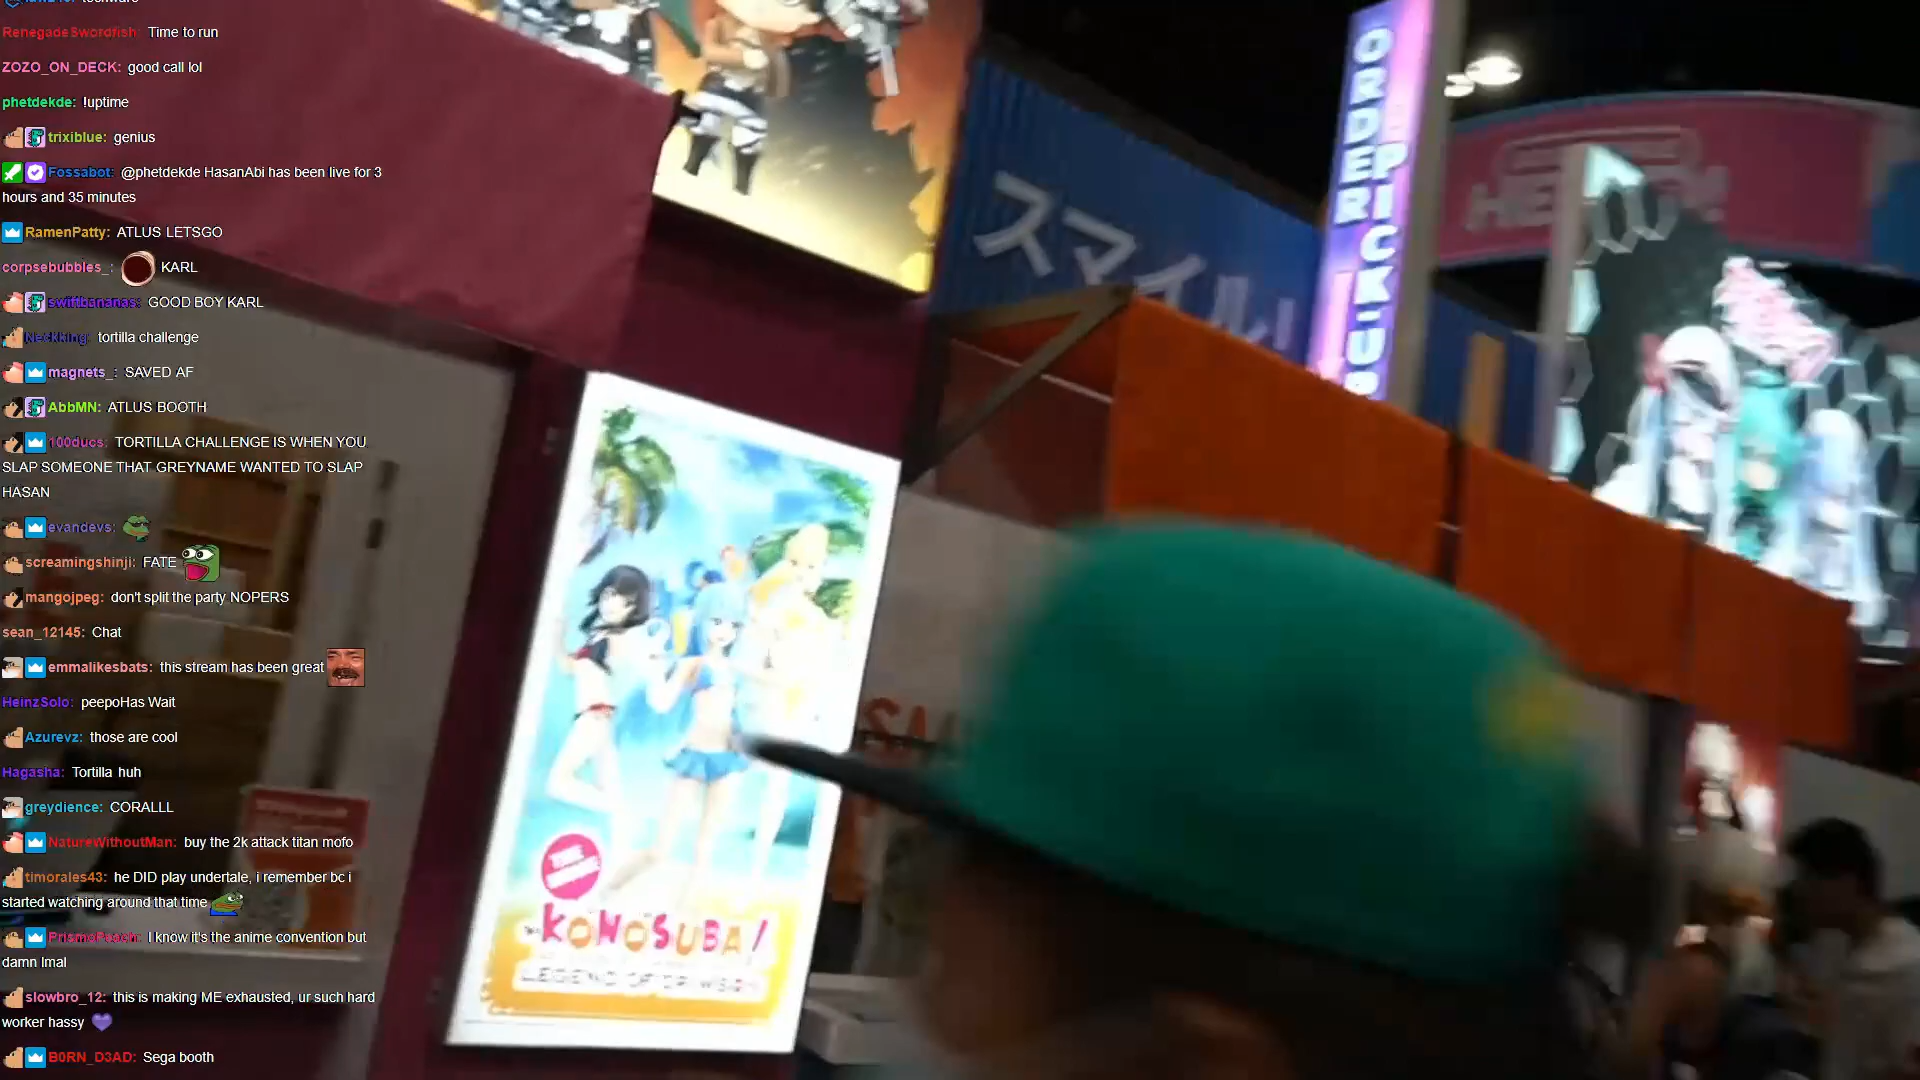 RenegadeSwordfish: Time to run
ZOZO_ON_DECK: good call lol
phetdekde: !uptime
trixiblue: genius
Fossabot: @phetdekde HasanAbi has been live for 3
hours and 35 minutes
RamenPatty: ATLUS LETSGO
corpsebubbles_: KARL
swiftbananas: GOOD BOY KARL
Neckking: tortilla challenge
magnets_: SAVED AF
AbbMN: ATLUS BOOTH
100ducs: TORTILLA CHALLENGE IS WHEN YOU
SLAP SOMEONE THAT GREYNAME WANTED TO SLAP
HASAN
evandevs:
screamingshinji: FATE
mangojpeg: don't split the party NOPERS
sean_12145: Chat
emmalikesbats: this stream has been great
HeinzSolo: peepoHas Wait
Azurevz: those are cool
Hagasha: Tortilla huh
greydience: CORALLL
NatureWithoutMan: buy the 2k attack titan mofo
timorales43: he DID play undertale, i remember bc i
started watching around that time
PrismaPeach: I know it's the anime convention but
damn lmal
slowbro_12: this is making ME exhausted, ur such hard
worker hassy
B0RN_D3AD: Sega booth
スマイル!
ORDER
PICK-UP
KONOSUBA!
LEGEND OF CRIMSON